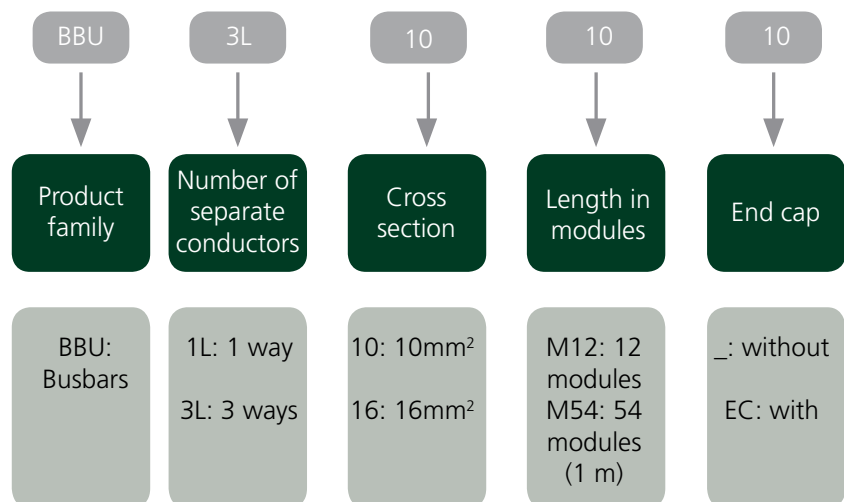 BBU
3L
10
10
10
Product
family
Number of
separate
conductors
Cross
section
Length in
modules
End cap
BBU:
Busbars
1L: 1 way
3L: 3 ways
10: 10mm²
16: 16mm²
M12: 12
modules
M54: 54
modules
(1 m)
_: without
EC: with